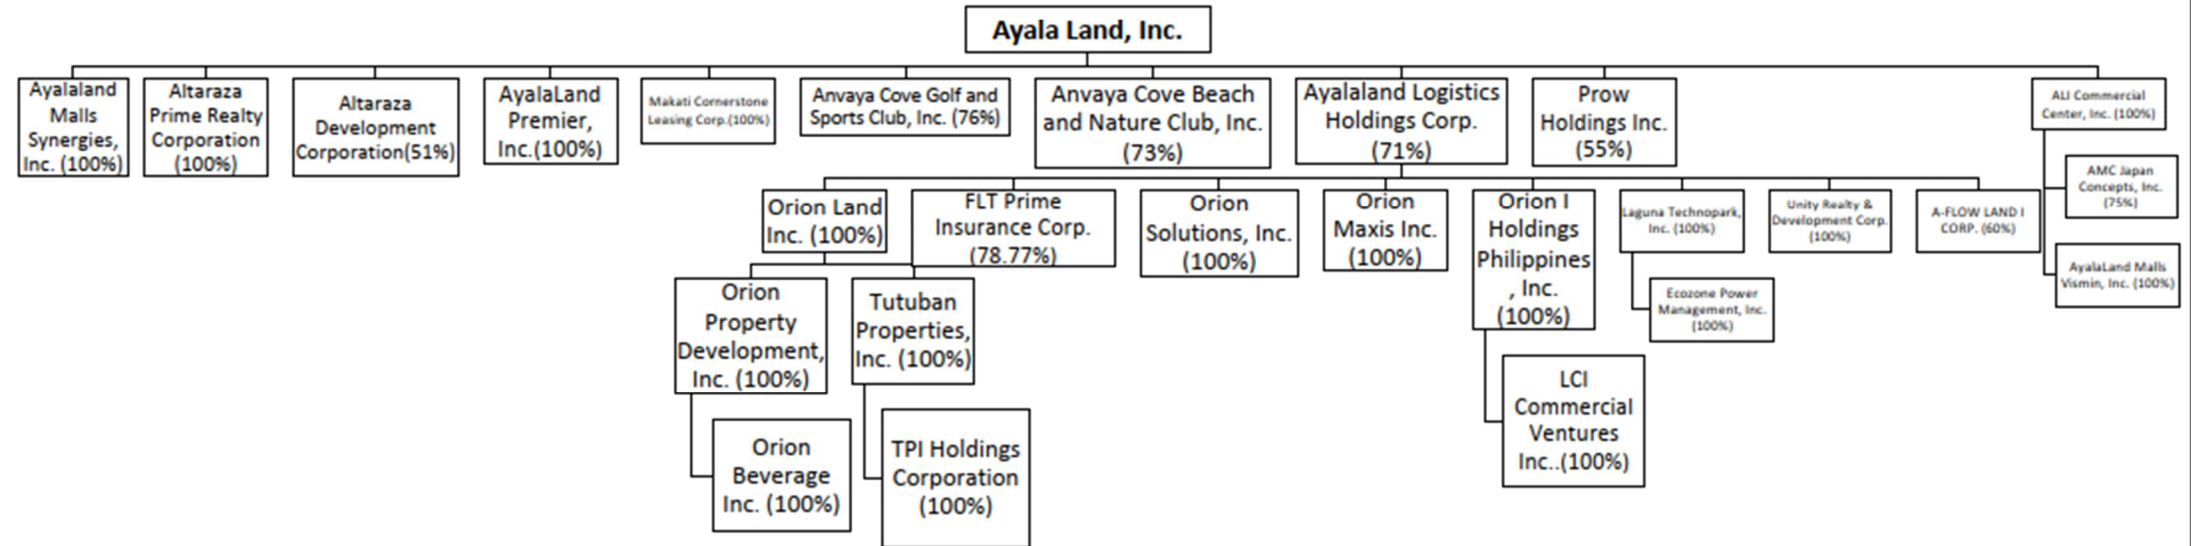 Ayala Land, Inc.
Ayalaland
Malls
Synergies,
Inc. (100%)
Altaraza
Prime Realty
Corporation
(100%)
Altaraza
Development
Corporation(51%)
AyalaLand
Premier,
Inc.(100%)
Makati Cornerstone
Leasing Corp.(100%)
Anvaya Cove Golf and
Sports Club, Inc. (76%)
Anvaya Cove Beach
and Nature Club, Inc.
(73%)
Ayalaland Logistics
Holdings Corp.
(71%)
Prow
Holdings Inc.
(55%)
ALI Commercial
Center, Inc. (100%)
AMC Japan
Concepts, Inc.
(75%)
AyalaLand Malls
Vismin, Inc. (100%)
Orion Land
Inc. (100%)
FLT Prime
Insurance Corp.
(78.77%)
Orion
Solutions, Inc.
(100%)
Orion
Maxis Inc.
(100%)
Orion I
Holdings
Philippines
, Inc.
(100%)
Laguna Technopark,
Inc. (100%)
Unity Realty &
Development Corp.
(100%)
A-FLOW LAND I
CORP. (60%)
Orion
Property
Development,
Inc. (100%)
Tutuban
Properties,
Inc. (100%)
Ecozone Power
Management, Inc.
(100%)
LCI
Commercial
Ventures
Inc..(100%)
Orion
Beverage
Inc. (100%)
TPI Holdings
Corporation
(100%)